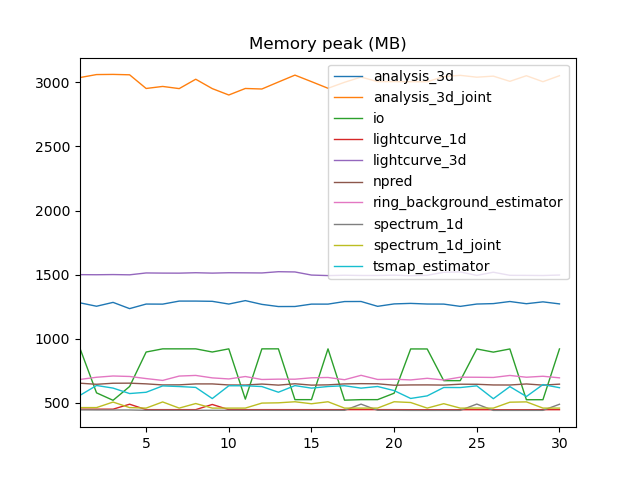 Memory peak (MB)
3000
2500
2000
1500
1000
500
analysis_3d
analysis_3d_joint
io
lightcurve_1d
lightcurve_3d
npred
ring_background_estimator
spectrum_1d
spectrum_1d_joint
tsmap_estimator
5 10 15 20 25 30